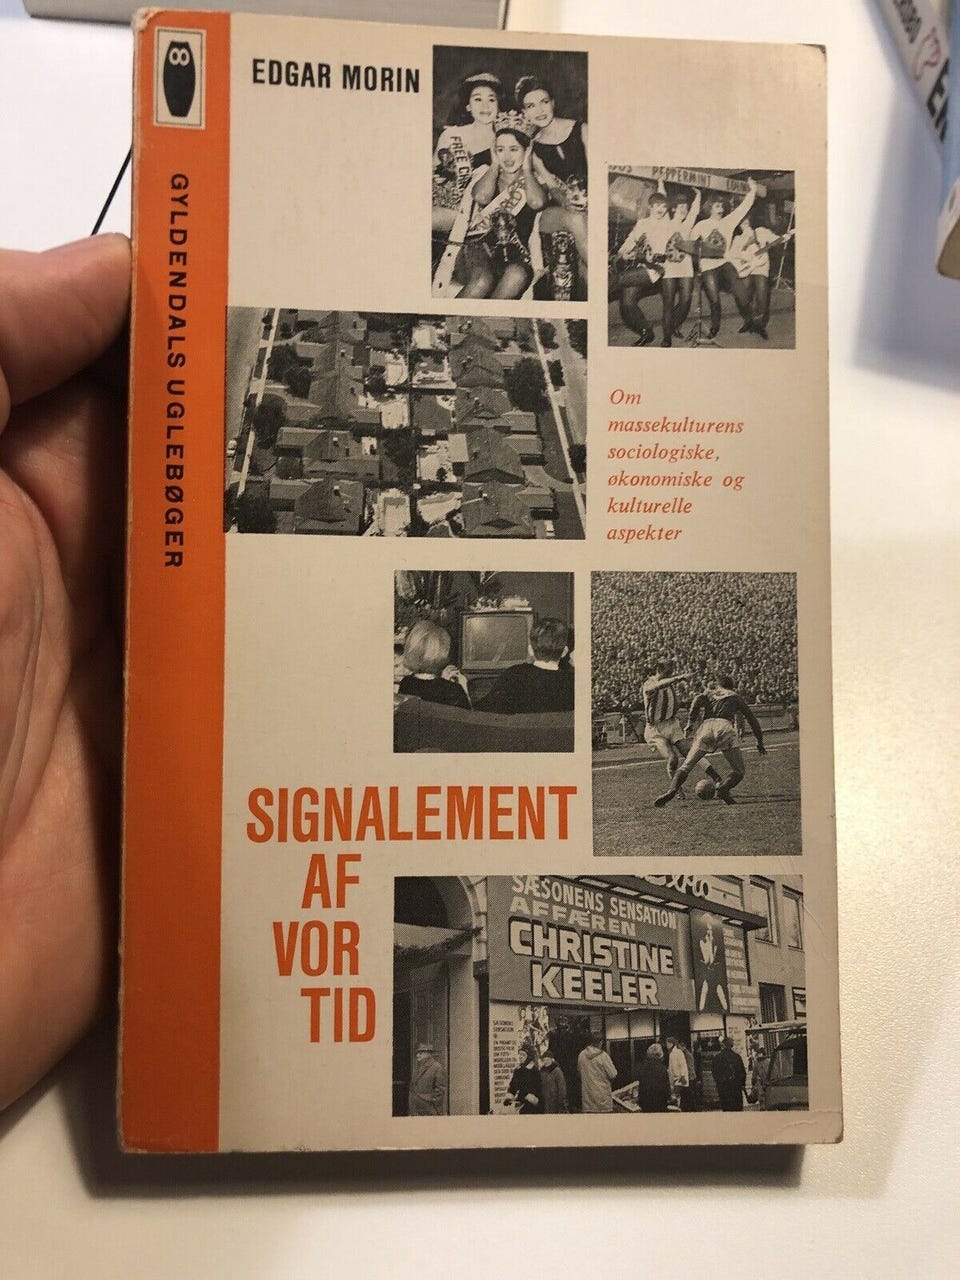 EDGAR MORIN
GYLDENDALS UGLEBØGER
FREE
PEPPERMINT
Om
massekulturens
sociologiske,
økonomiske og
kulturelle
aspekter
SIGNALEMENT
AF
VOR
TID
SÆSONENS SENSATION
AFFÆREN
CHRISTINE
KEELER